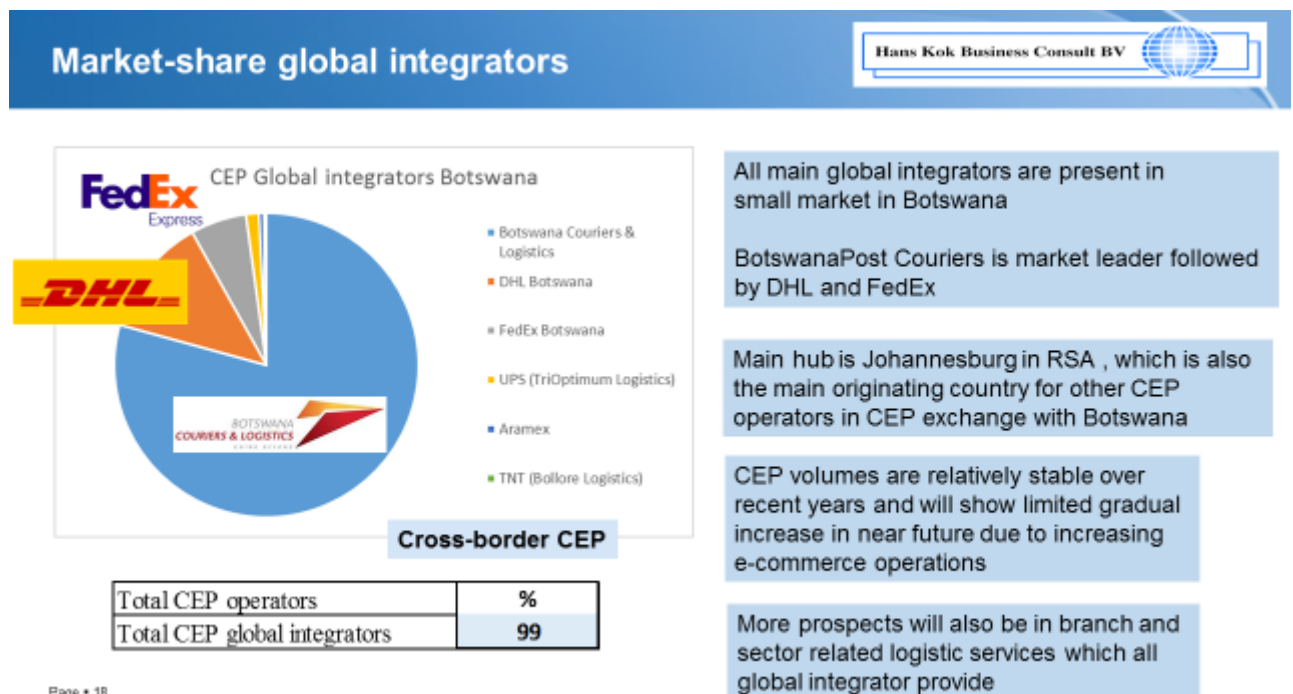 Market-share global integrators
Hans Kok Business Consult BV
CEP Global integrators Botswana
FedEx
Express
DHL
BOTSWANA
COURIERS & LOGISTICS
Botswana Couriers &
Logistics
DHL Botswana
FedEx Botswana
UPS (TriOptimum Logistics)
Aramex
TNT (Bollore Logistics)
Cross-border CEP
Total CEP operators %
Total CEP global integrators 99
All main global integrators are present in
small market in Botswana
BotswanaPost Couriers is market leader followed
by DHL and FedEx
Main hub is Johannesburg in RSA , which is also
the main originating country for other CEP
operators in CEP exchange with Botswana
CEP volumes are relatively stable over
recent years and will show limited gradual
increase in near future due to increasing
e-commerce operations
More prospects will also be in branch and
sector related logistic services which all
global integrator provide
Page ▪ 18